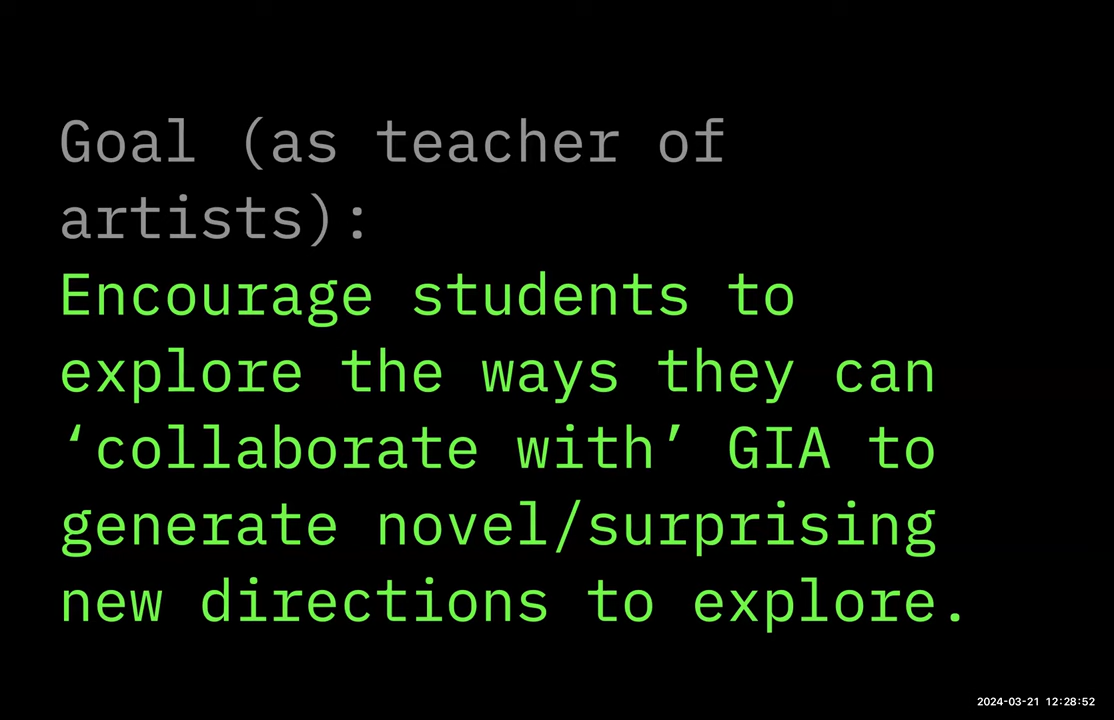 Goal (as teacher of
artists):
Encourage students to
explore the ways they can
‘collaborate with’ GIA to
generate novel/surprising
new directions to explore.
2024-03-21 12:28:52